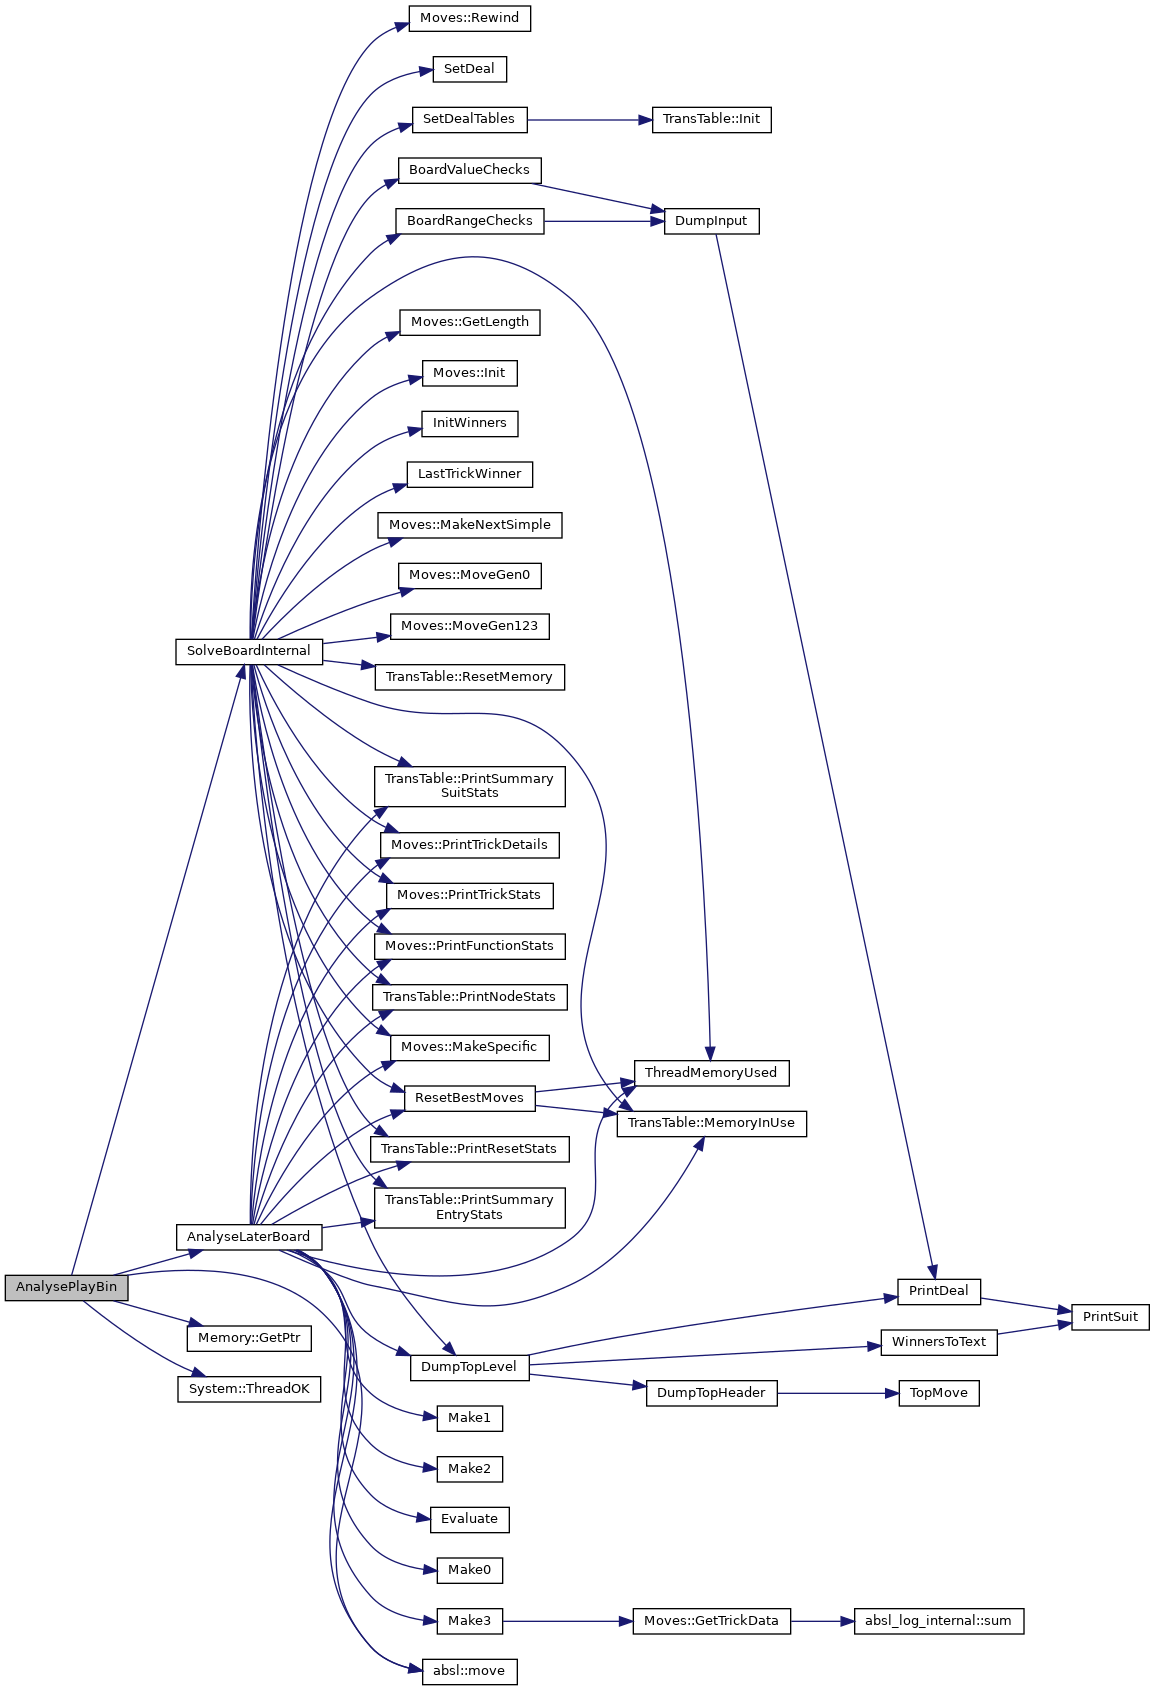 Moves::Rewind
SetDeal
SetDealTables
TransTable::Init
BoardValueChecks
BoardRangeChecks
DumpInput
Moves::GetLength
Moves::Init
InitWinners
LastTrickWinner
Moves::MakeNextSimple
Moves::MoveGen0
Moves::MoveGen123
SolveBoardInternal
TransTable::ResetMemory
TransTable::PrintSummary
SuitStats
Moves::PrintTrickDetails
Moves::PrintTrickStats
Moves::PrintFunctionStats
TransTable::PrintNodeStats
Moves::MakeSpecific
ThreadMemoryUsed
ResetBestMoves
TransTable::MemoryInUse
TransTable::PrintResetStats
TransTable::PrintSummary
EntryStats
AnalyseLaterBoard
AnalysePlayBin
PrintDeal
PrintSuit
Memory::GetPtr
WinnersToText
DumpTopLevel
System::ThreadOK
DumpTopHeader
TopMove
Make1
Make2
Evaluate
Make0
Make3
Moves::GetTrickData
absl_log_internal::sum
absl::move